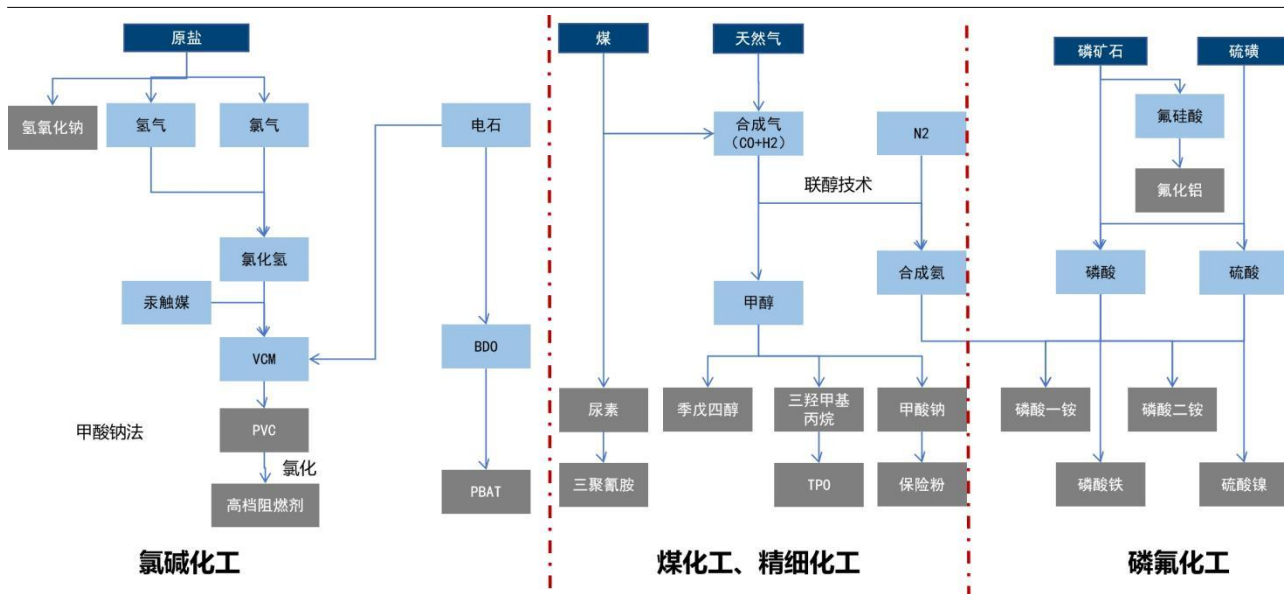 原盐
煤
天然气
磷矿石
硫磺
氢氧化钠
氢气
氯气
电石
合成气
（CO+H2）
N2
氟硅酸
联醇技术
氟化铝
氯化氢
合成氨
磷酸
硫酸
汞触媒
甲醇
VCM
BDO
尿素
季戊四醇
三羟甲基
丙烷
甲酸钠
磷酸一铵
磷酸二铵
甲酸钠法
PVC
氯化
高档阻燃剂
PBAT
三聚氰胺
TPO
保险粉
磷酸铁
硫酸镍
氯碱化工
煤化工、精细化工
磷氟化工